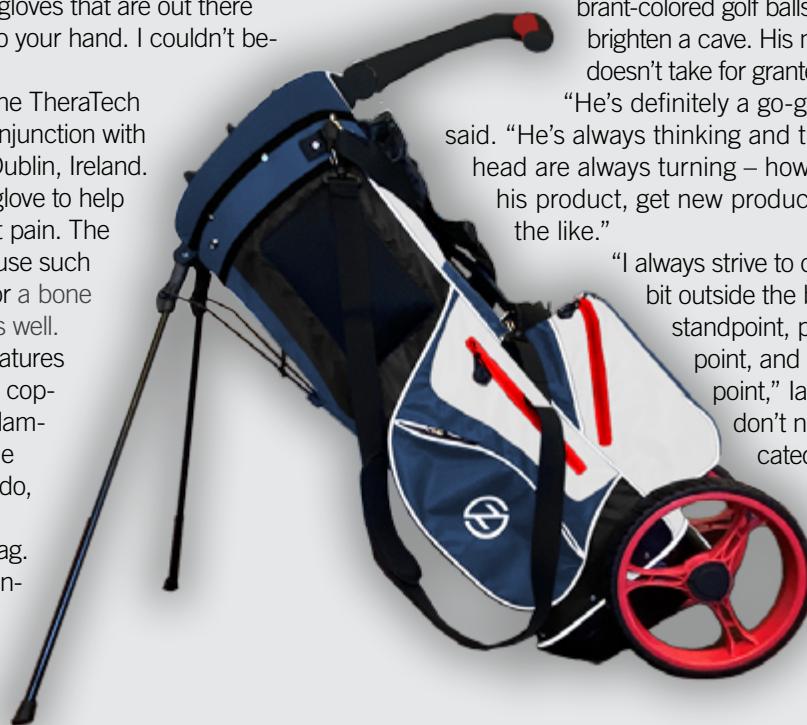 gloves that are out there
your hand. I couldn't be-
he TheraTech
njunction with
Dublin, Ireland.
glove to help
t pain. The
use such
or a bone
s well.
atures
cop-
lam-
e
do,
ag.
n-
brant-colored golf balls
brighten a cave. His
doesn't take for grante
"He's definitely a go-g
said. "He's always thinking and t
head are always turning – how
his product, get new produc
the like."
"I always strive to
bit outside the b
standpoint, p
point, and
point," Ia
don't n
cated